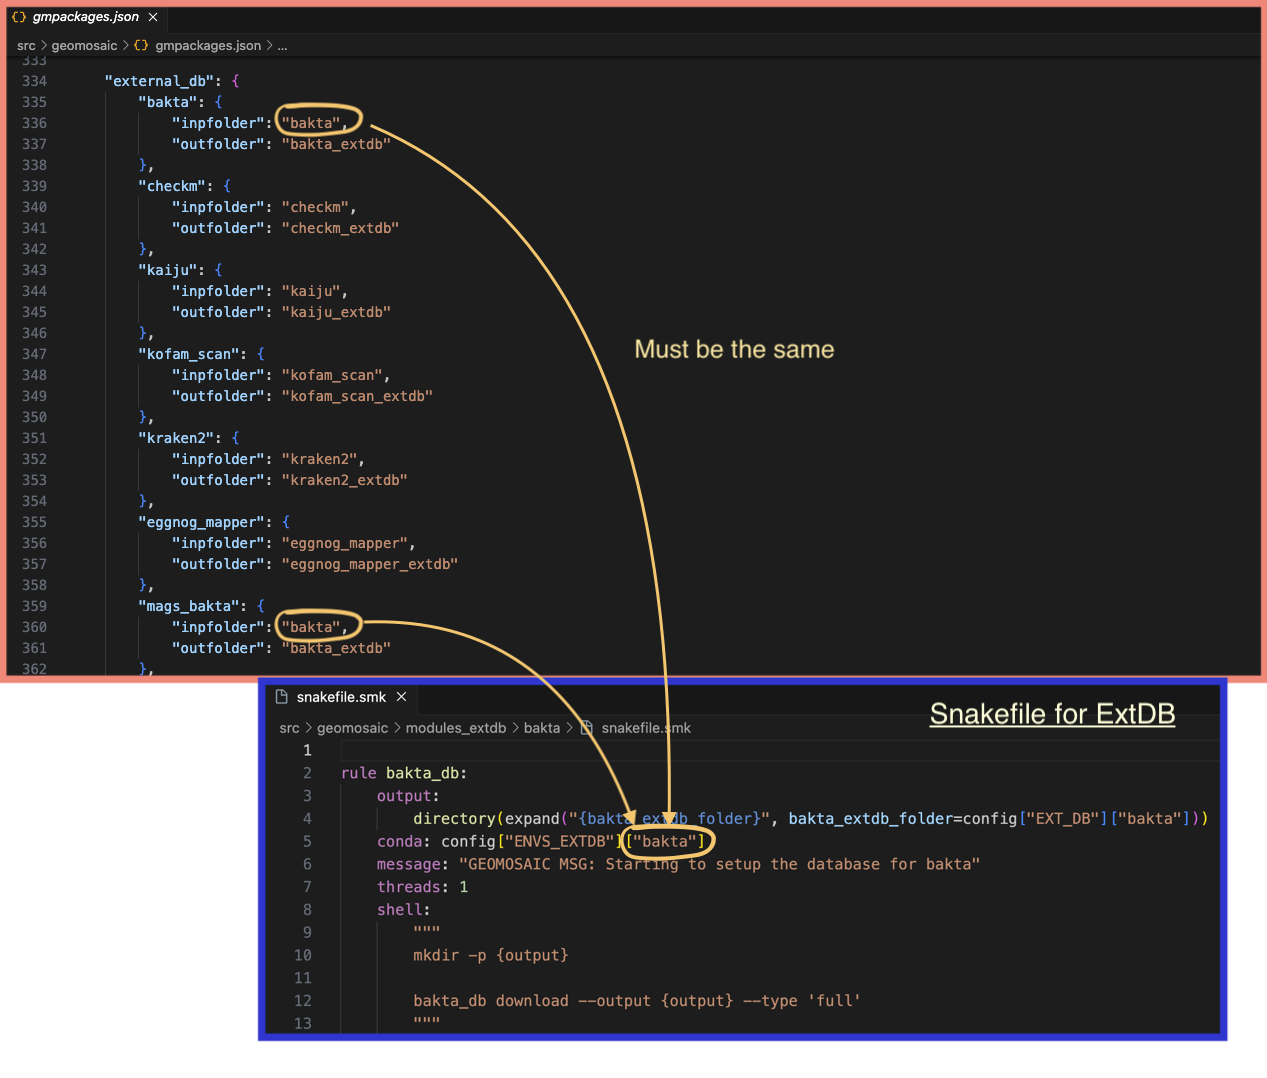 gmpackages.json
src > geomosaic > {} gmpackages.json > ...
333
334 "external_db": {
335 "bakta": {
336 "inpfolder": "bakta",
337 "outfolder": "bakta_extdb"
338 },
339 "checkm": {
340 "inpfolder": "checkm",
341 "outfolder": "checkm_extdb"
342 },
343 "kaiju": {
344 "inpfolder": "kaiju",
345 "outfolder": "kaiju_extdb"
346 },
347 "kofam_scan": {
348 "inpfolder": "kofam_scan",
349 "outfolder": "kofam_scan_extdb"
350 },
351 "kraken2": {
352 "inpfolder": "kraken2",
353 "outfolder": "kraken2_extdb"
354 },
355 "eggnog_mapper": {
356 "inpfolder": "eggnog_mapper",
357 "outfolder": "eggnog_mapper_extdb"
358 },
359 "mags_bakta": {
360 "inpfolder": "bakta",
361 "outfolder": "bakta_extdb"
362 },
Must be the same
snakefile.smk
Snakefile for ExtDB
src > geomosaic > modules_extdb > bakta > snakefile.smk
1
2 rule bakta_db:
3 output:
4 directory(expand("{bakta_extdb_folder}", bakta_extdb_folder=config["EXT_DB"]["bakta"]))
5 conda: config["ENVS_EXTDB"]["bakta"]
6 message: "GEOMOSAIC MSG: Starting to setup the database for bakta"
7 threads: 1
8 shell:
9 """
10 mkdir -p {output}
11
12 bakta_db download --output {output} --type 'full'
13 """